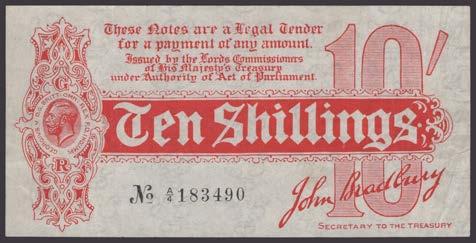 These Notes are a Legal Tender
for a payment of any amount.
Issued by the Lords Commissioners
of His Majesty's Treasury
under Authority of Act of Parliament.
10/
G
R
Ten Shillings
10
No A/4 183490
John Bradbury
SECRETARY TO THE TREASURY